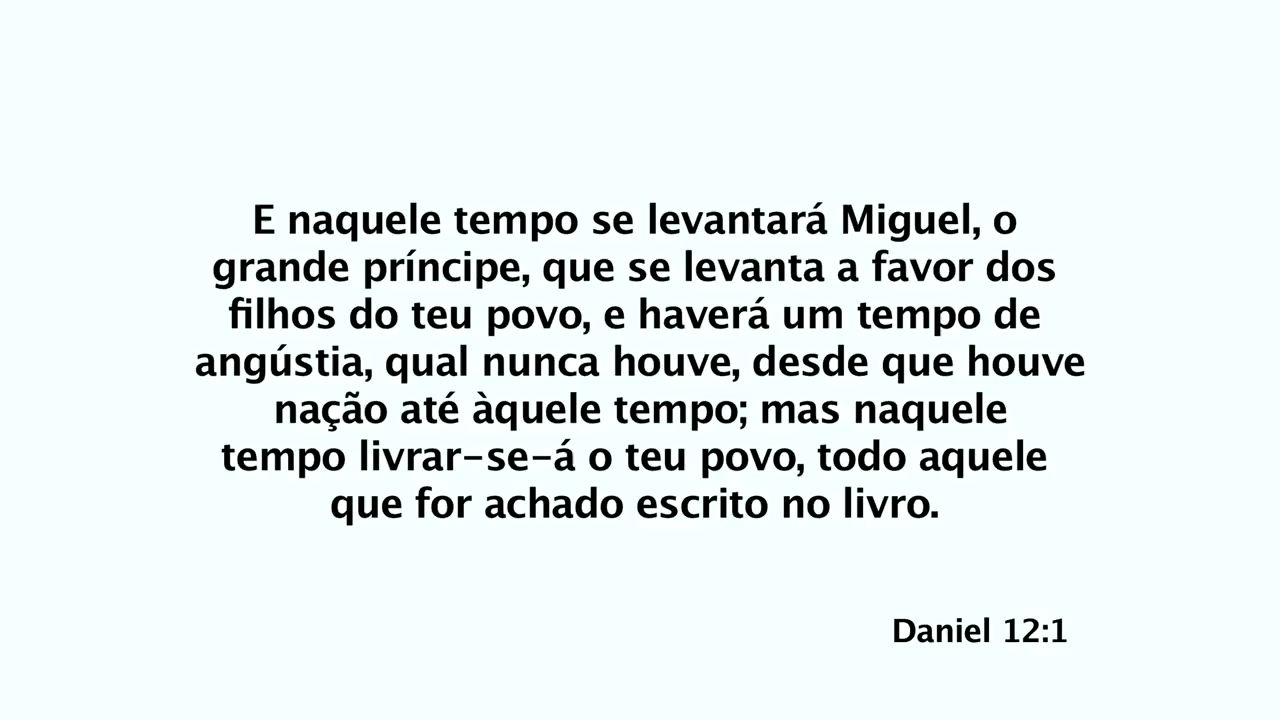 E naquele tempo se levantará Miguel, o
grande príncipe, que se levanta a favor dos
filhos do teu povo, e haverá um tempo de
angústia, qual nunca houve, desde que houve
nação até àquele tempo; mas naquele
tempo livrar-se-á o teu povo, todo aquele
que for achado escrito no livro.
Daniel 12:1